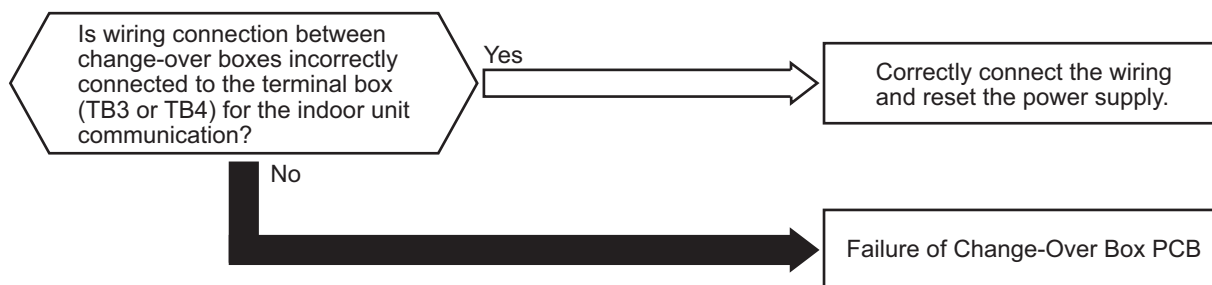 Is wiring connection between
change-over boxes incorrectly
connected to the terminal box
(TB3 or TB4) for the indoor unit
communication?
Yes
Correctly connect the wiring
and reset the power supply.
No
Failure of Change-Over Box PCB